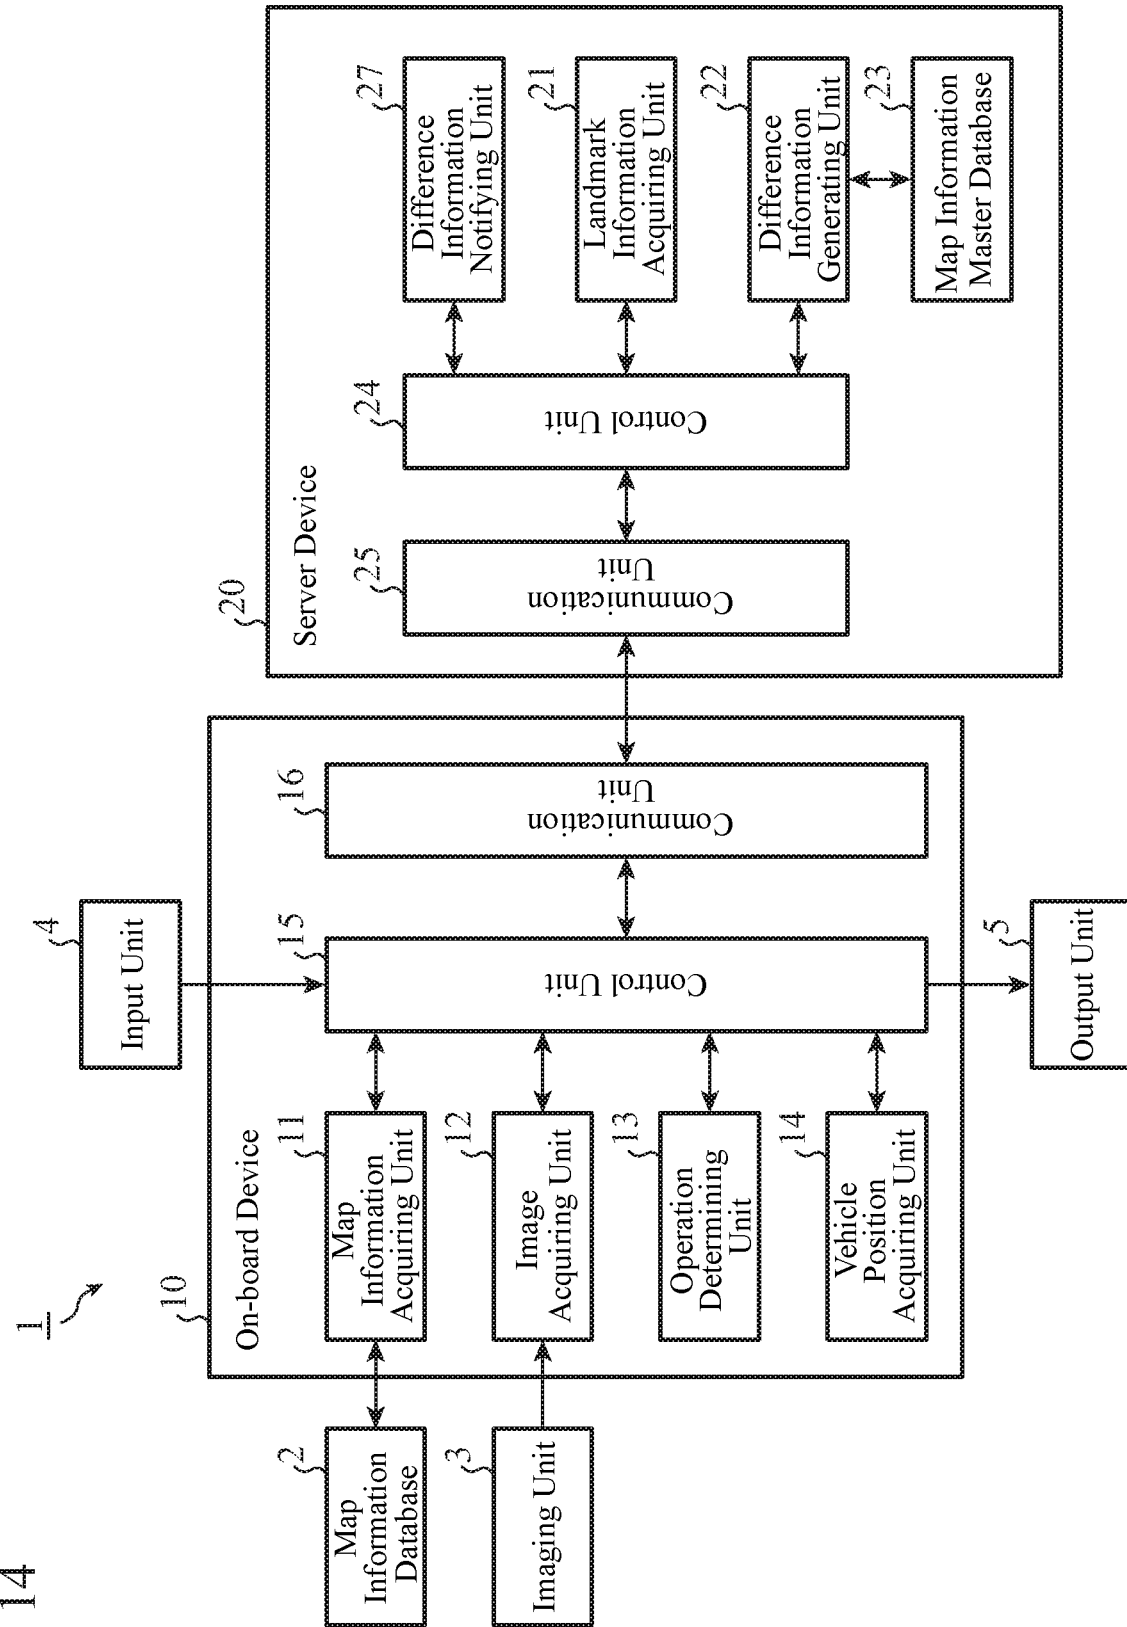 14
1
4
Input Unit
10
On-board Device
20
Server Device
2
Map
Information
Database
3
Imaging Unit
11
Map
Information
Acquiring Unit
12
Image
Acquiring Unit
13
Operation
Determining
Unit
14
Vehicle
Position
Acquiring Unit
15
Control Unit
16
Communication
Unit
5
Output Unit
25
Communication
Unit
24
Control Unit
27
Difference
Information
Notifying Unit
21
Landmark
Information
Acquiring Unit
22
Difference
Information
Generating Unit
23
Map Information
Master Database